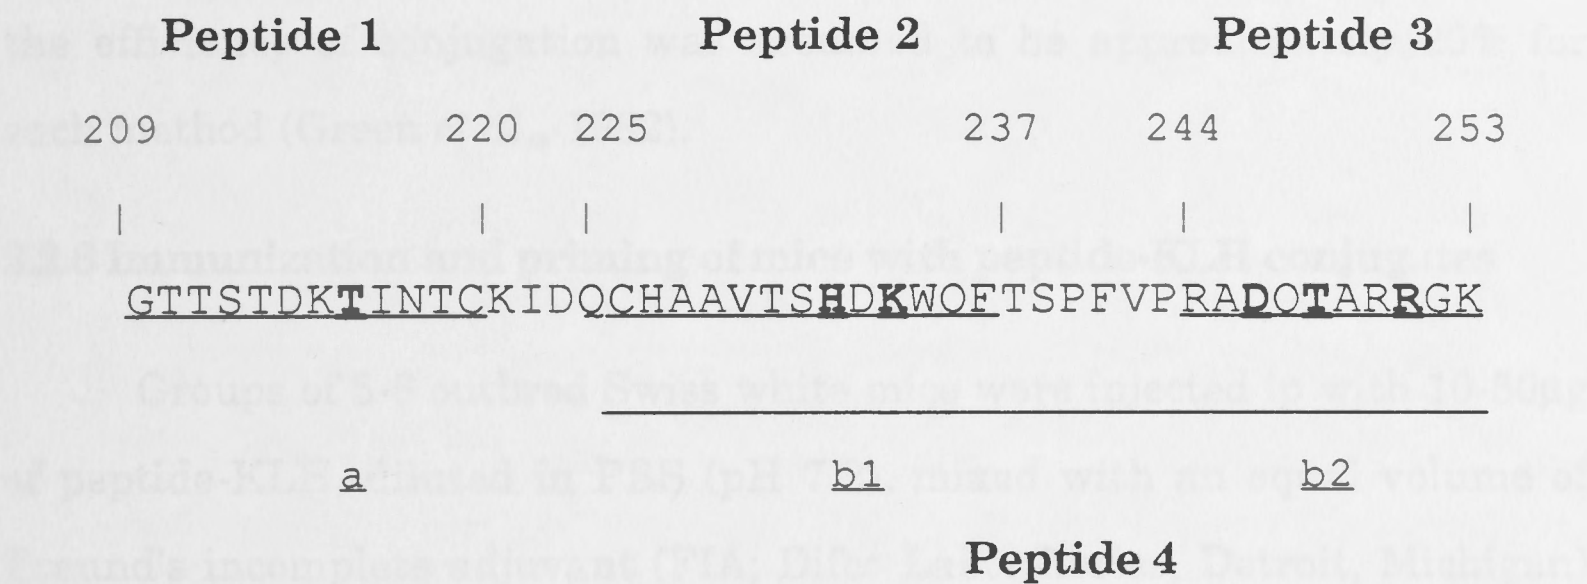 Peptide 1 Peptide 2 Peptide 3
209 220 225 237 244 253
| | | | | |
GTTSTDKTINTCKIDQCHAAVTSHDKWQFTSPFVPRADQTARRGK
a b1 b2
Peptide 4